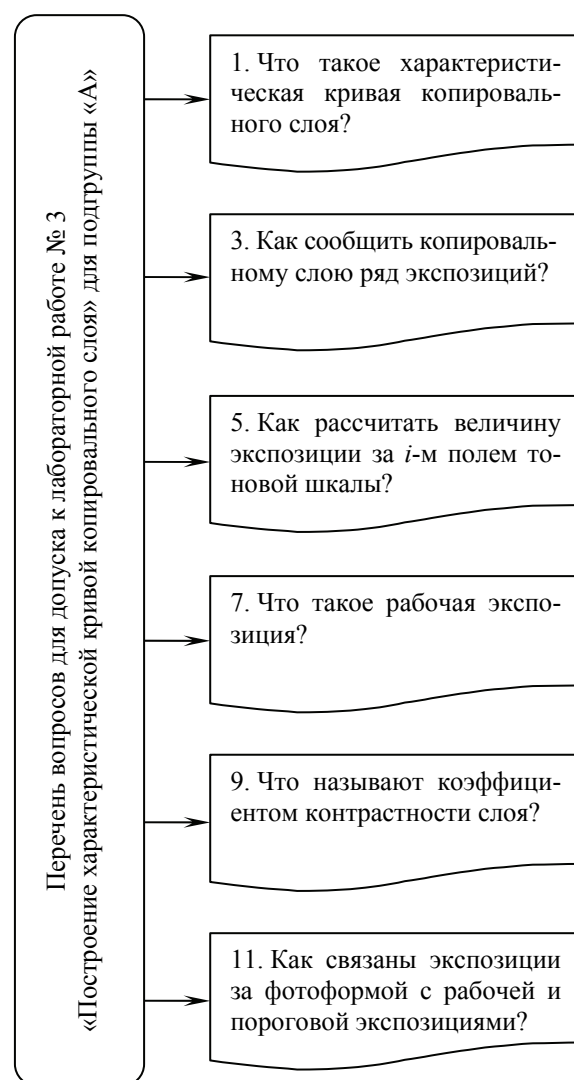 Перечень вопросов для допуска к лабораторной работе № 3
«Построение характеристической кривой копировального слоя» для подгруппы «А»
1. Что такое характеристи-
ческая кривая копироваль-
ного слоя?
3. Как сообщить копироваль-
ному слою ряд экспозиций?
5. Как рассчитать величину
экспозиции за i-м полем то-
новой шкалы?
7. Что такое рабочая экспо-
зиция?
9. Что называют коэффици-
ентом контрастности слоя?
11. Как связаны экспозиции
за фотоформой с рабочей и
пороговой экспозициями?